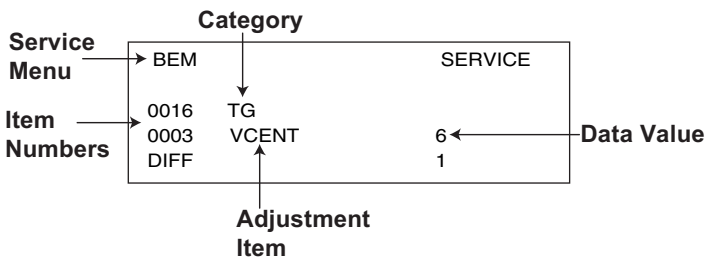 Category
Service
Menu
BEM SERVICE
0016 TG
Item
Numbers
0003 VCENT 6
Data Value
DIFF 1
Adjustment
Item